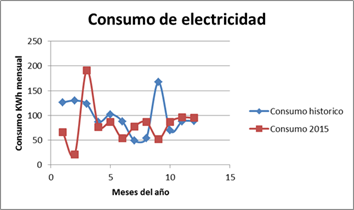 Consumo de electricidad
Consumo KWh mensual
250
200
150
100
50
0
0
5
10
15
Meses del año
Consumo historico
Consumo 2015